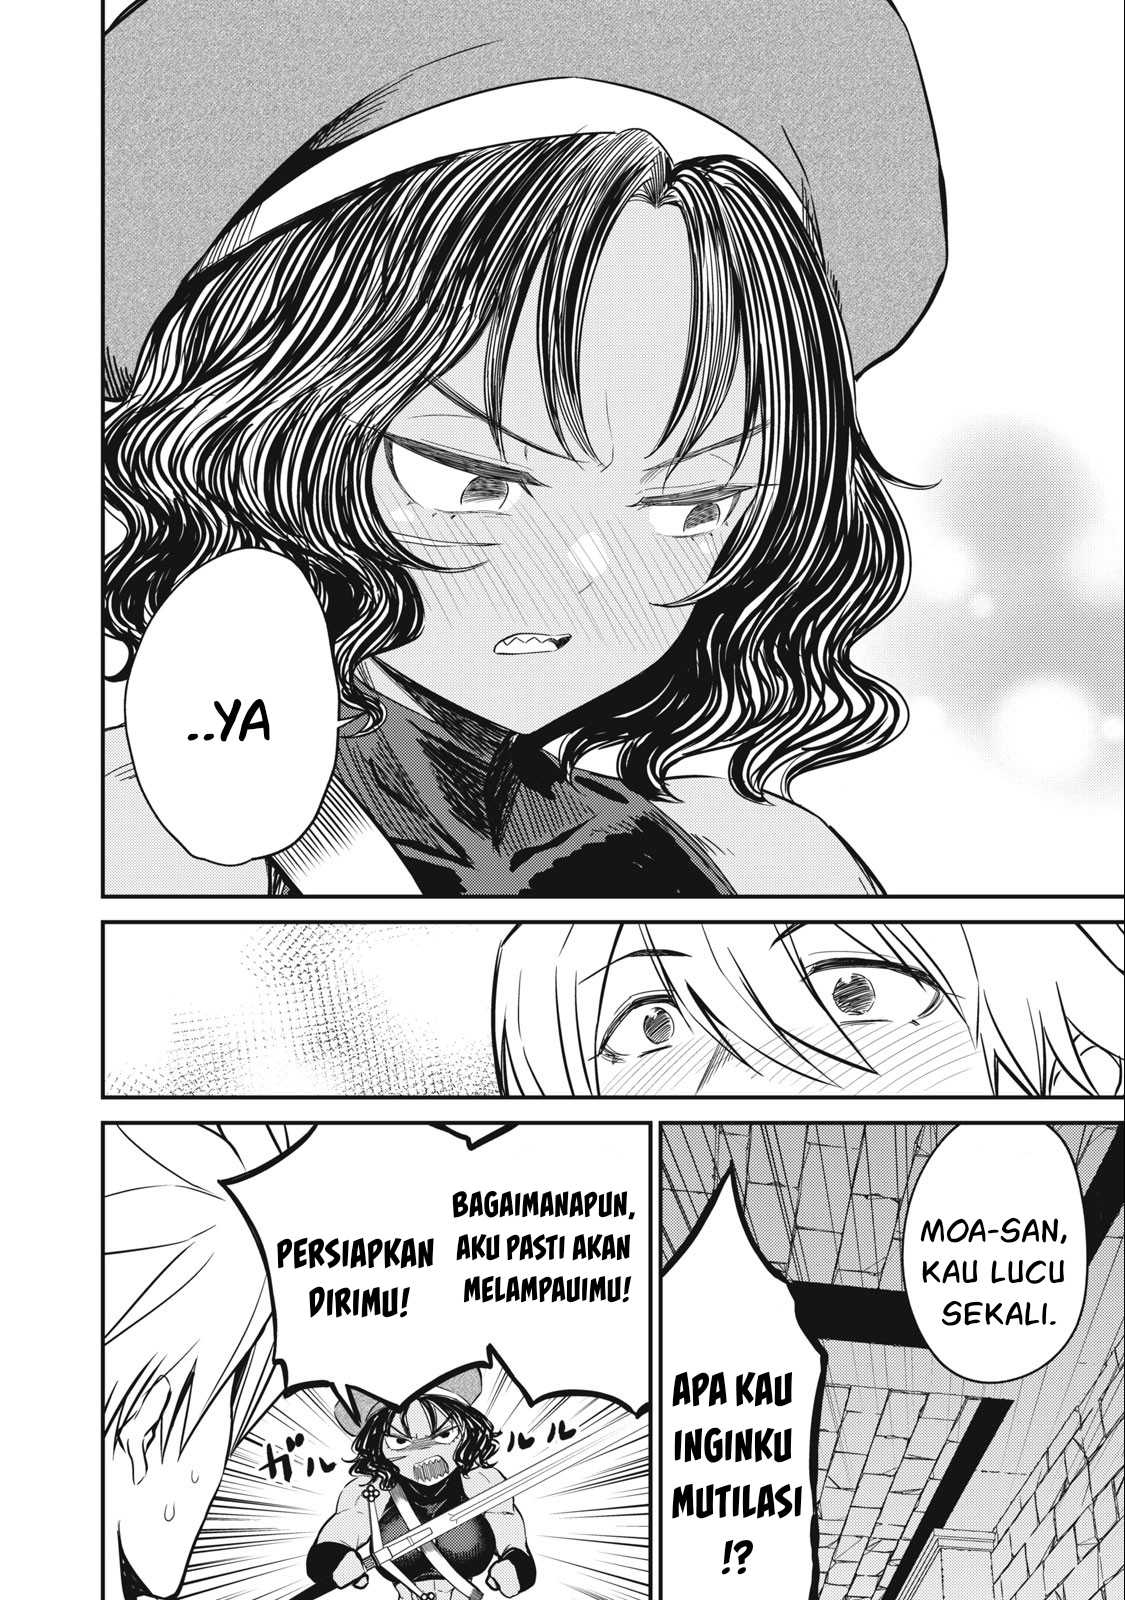 ..YA
MOA-SAN,
KAU LUCU
SEKALI.
APA KAU
INGINKU
MUTILASI
!?
BAGAIMANAPUN,
AKU PASTI AKAN
MELAMPAUIMU!
PERSIAPKAN
DIRIMU!
ガルルル